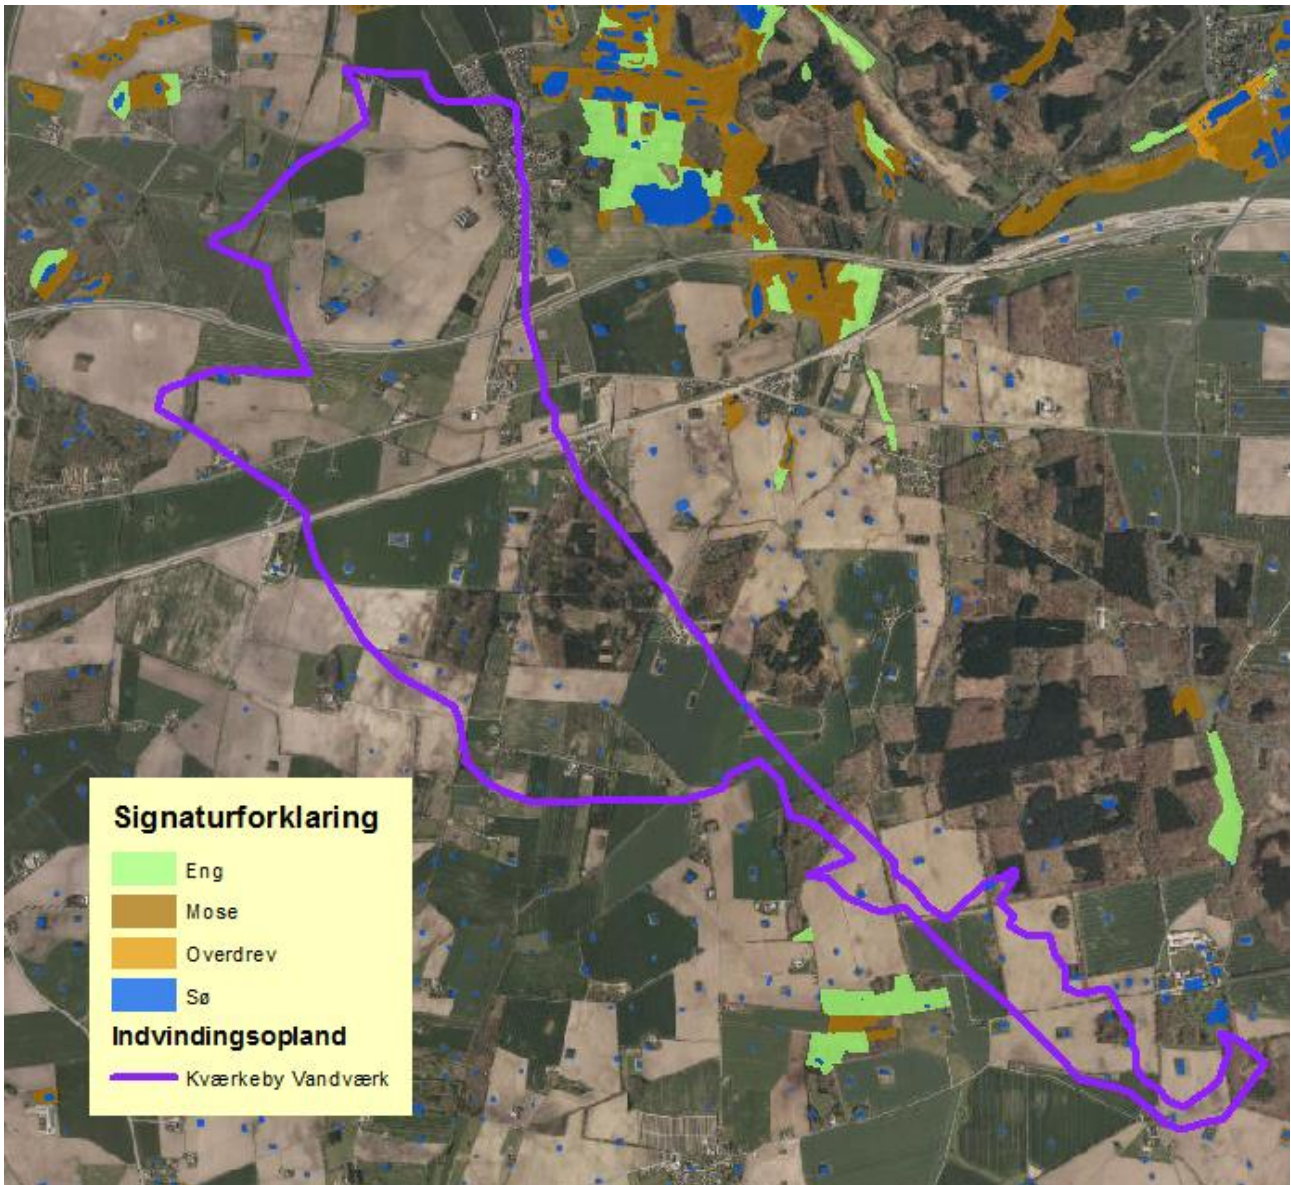 Signaturforklaring
Eng
Mose
Overdrev
Sø
Indvindingsopland
Kværkeby Vandværk